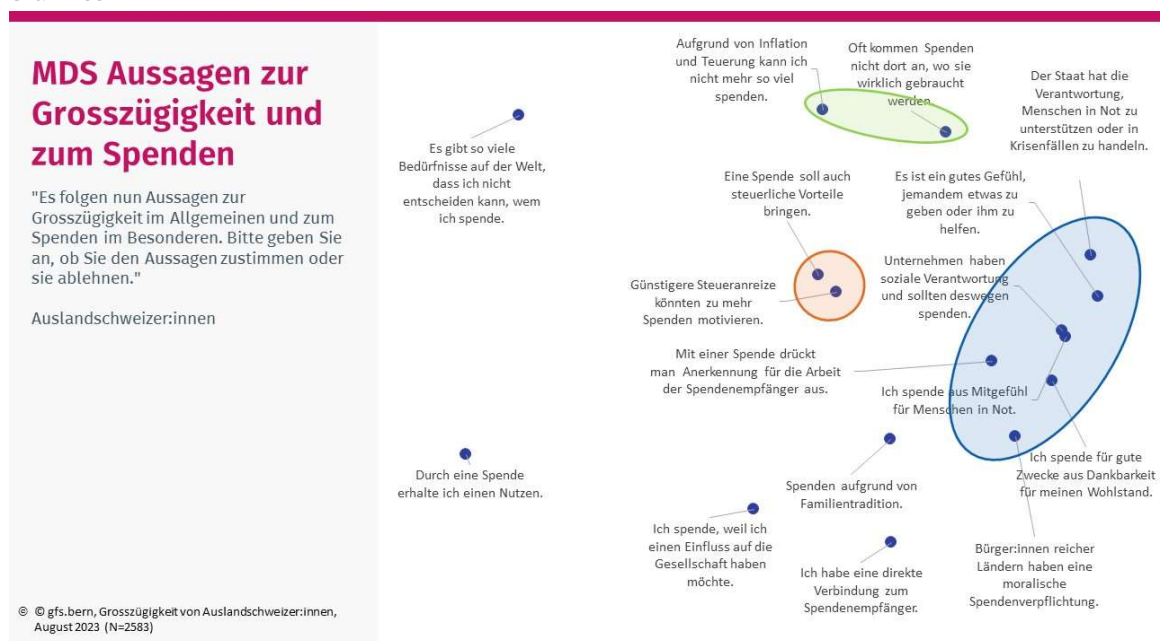 MDS Aussagen zur
Grosszügigkeit und
zum Spenden
"Es folgen nun Aussagen zur
Grosszügigkeit im Allgemeinen und zum
Spenden im Besonderen. Bitte geben Sie
an, ob Sie den Aussagen zustimmen oder
sie ablehnen."
Auslandschweizer:innen
Aufgrund von Inflation
und Teuerung kann ich
nicht mehr so viel
spenden.
Oft kommen Spenden
nicht dort an, wo sie
wirklich gebraucht
werden.
Der Staat hat die
Verantwortung,
Menschen in Not zu
unterstützen oder in
Krisenfällen zu handeln.
Es gibt so viele
Bedürfnisse auf der Welt,
dass ich nicht
entscheiden kann, wem
ich spende.
Eine Spende soll auch
steuerliche Vorteile
bringen.
Es ist ein gutes Gefühl,
jemandem etwas zu
geben oder ihm zu
helfen.
Günstigere Steueranreize
könnten zu mehr
Spenden motivieren.
Unternehmen haben
soziale Verantwortung
und sollten deswegen
spenden.
Mit einer Spende drückt
man Anerkennung für die Arbeit
der Spendenempfänger aus.
Ich spende aus Mitgefühl
für Menschen in Not.
Durch eine Spende
erhalte ich einen Nutzen.
Spenden aufgrund von
Familientradition.
Ich spende für gute
Zwecke aus Dankbarkeit
für meinen Wohlstand.
Ich spende, weil ich
einen Einfluss auf die
Gesellschaft haben
möchte.
Ich habe eine direkte
Verbindung zum
Spendenempfänger.
Bürger:innen reicher
Ländern haben eine
moralische
Spendenverpflichtung.
© © gfs.bern, Grosszügigkeit von Auslandschweizer:innen,
August 2023 (N=2583)